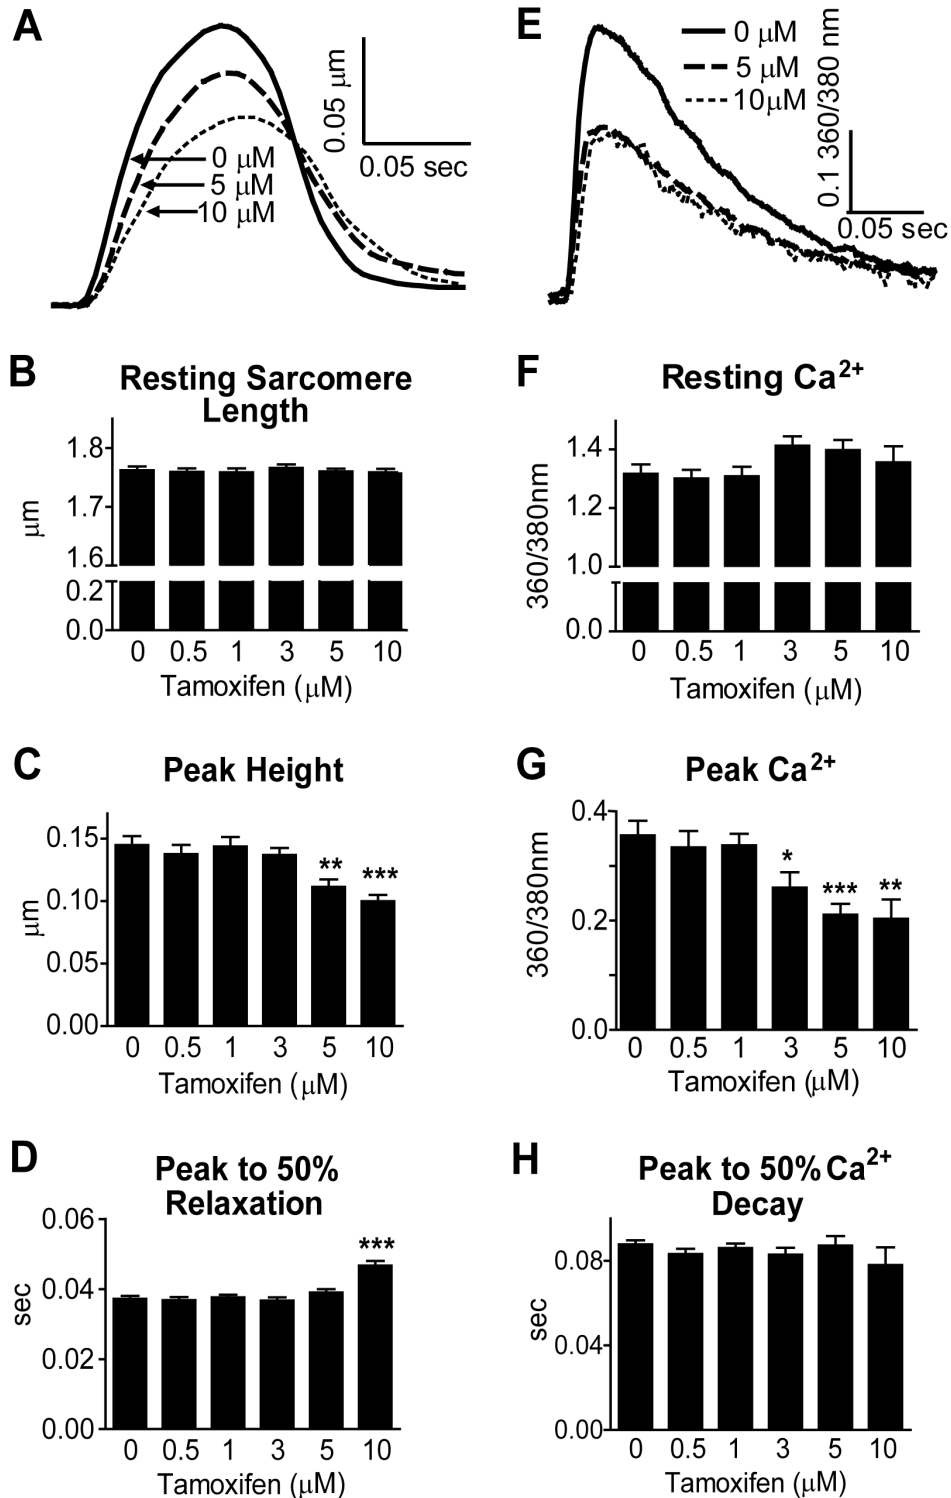 A
0 μM
5 μM
10 μM
0.05 μm
0.05 sec
E
0 μM
5 μM
10μM
0.1 360/380 nm
0.05 sec
B
Resting Sarcomere
Length
μm
1.8
1.7
1.6
0.2
0.0
0 0.5 1 3 5 10
Tamoxifen (μM)
F
Resting Ca2+
360/380nm
1.4
1.2
1.0
0.0
0 0.5 1 3 5 10
Tamoxifen (μM)
C
Peak Height
μm
0.15
0.10
0.05
0.00
** ***
0 0.5 1 3 5 10
Tamoxifen (μM)
G
Peak Ca2+
360/380nm
0.4
0.2
0.0
* *** **
0 0.5 1 3 5 10
Tamoxifen (μM)
D
Peak to 50%
Relaxation
sec
0.06
0.04
0.02
0.00
***
0 0.5 1 3 5 10
Tamoxifen (μM)
H
Peak to 50% Ca2+
Decay
sec
0.08
0.04
0.00
0 0.5 1 3 5 10
Tamoxifen (μM)